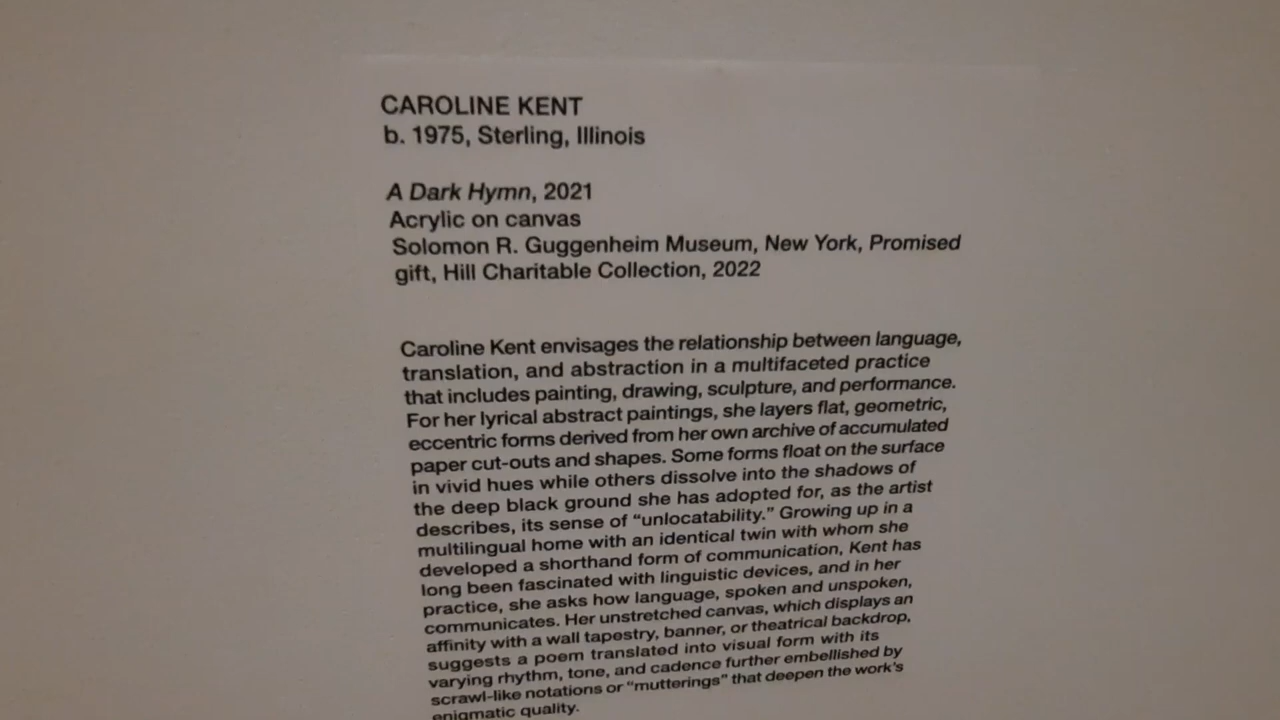 CAROLINE KENT
b. 1975, Sterling, Illinois
A Dark Hymn, 2021
Acrylic on canvas
Solomon R. Guggenheim Museum, New York, Promised
gift, Hill Charitable Collection, 2022
Caroline Kent envisages the relationship between language,
translation, and abstraction in a multifaceted practice
that includes painting, drawing, sculpture, and performance.
For her lyrical abstract paintings, she layers flat, geometric,
eccentric forms derived from her own archive of accumulated
paper cut-outs and shapes. Some forms float on the surface
in vivid hues while others dissolve into the shadows of
the deep black ground she has adopted for, as the artist
describes, its sense of “unlocatability.” Growing up in a
multilingual home with an identical twin with whom she
developed a shorthand form of communication, Kent has
long been fascinated with linguistic devices, and in her
practice, she asks how language, spoken and unspoken,
communicates. Her unstretched canvas, which displays an
affinity with a wall tapestry, banner, or theatrical backdrop,
suggests a poem translated into visual form with its
varying rhythm, tone, and cadence further embellished by
scrawl-like notations or “mutterings” that deepen the work’s
enigmatic quality.